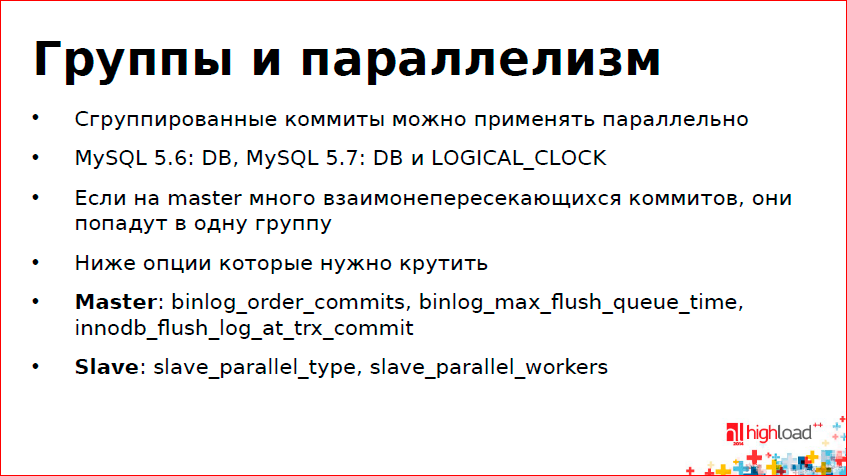 Группы и параллелизм
• Сгруппированные коммиты можно применять параллельно
• MySQL 5.6: DB, MySQL 5.7: DB и LOGICAL_CLOCK
• Если на master много взаимонепересекающихся коммитов, они
попадут в одну группу
• Ниже опции которые нужно крутить
• Master: binlog_order_commits, binlog_max_flush_queue_time,
innodb_flush_log_at_trx_commit
• Slave: slave_parallel_type, slave_parallel_workers
highload++
2014